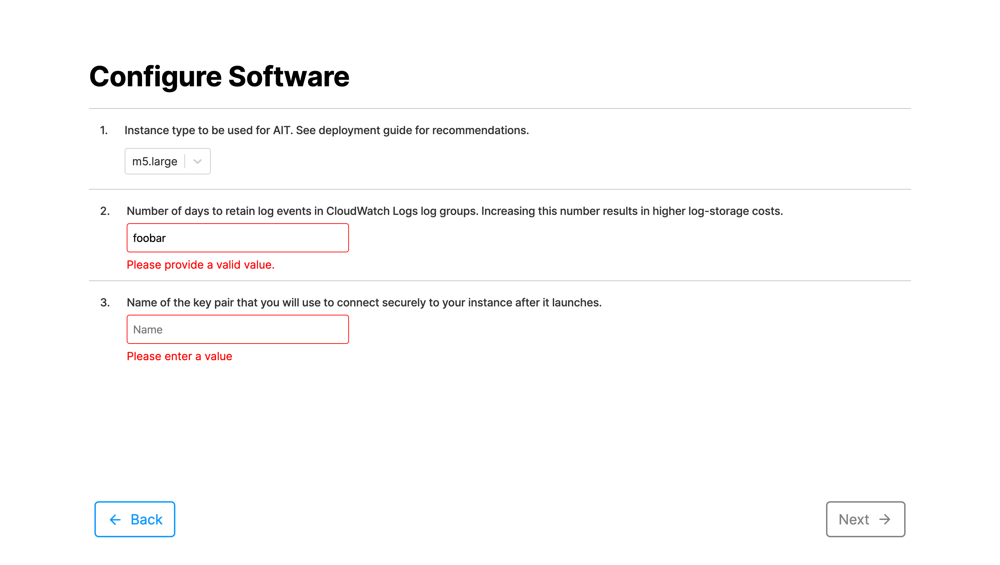 Configure Software
1. Instance type to be used for AIT. See deployment guide for recommendations.
m5.large
2. Number of days to retain log events in CloudWatch Logs log groups. Increasing this number results in higher log-storage costs.
foobar
Please provide a valid value.
3. Name of the key pair that you will use to connect securely to your instance after it launches.
Name
Please enter a value
Back
Next